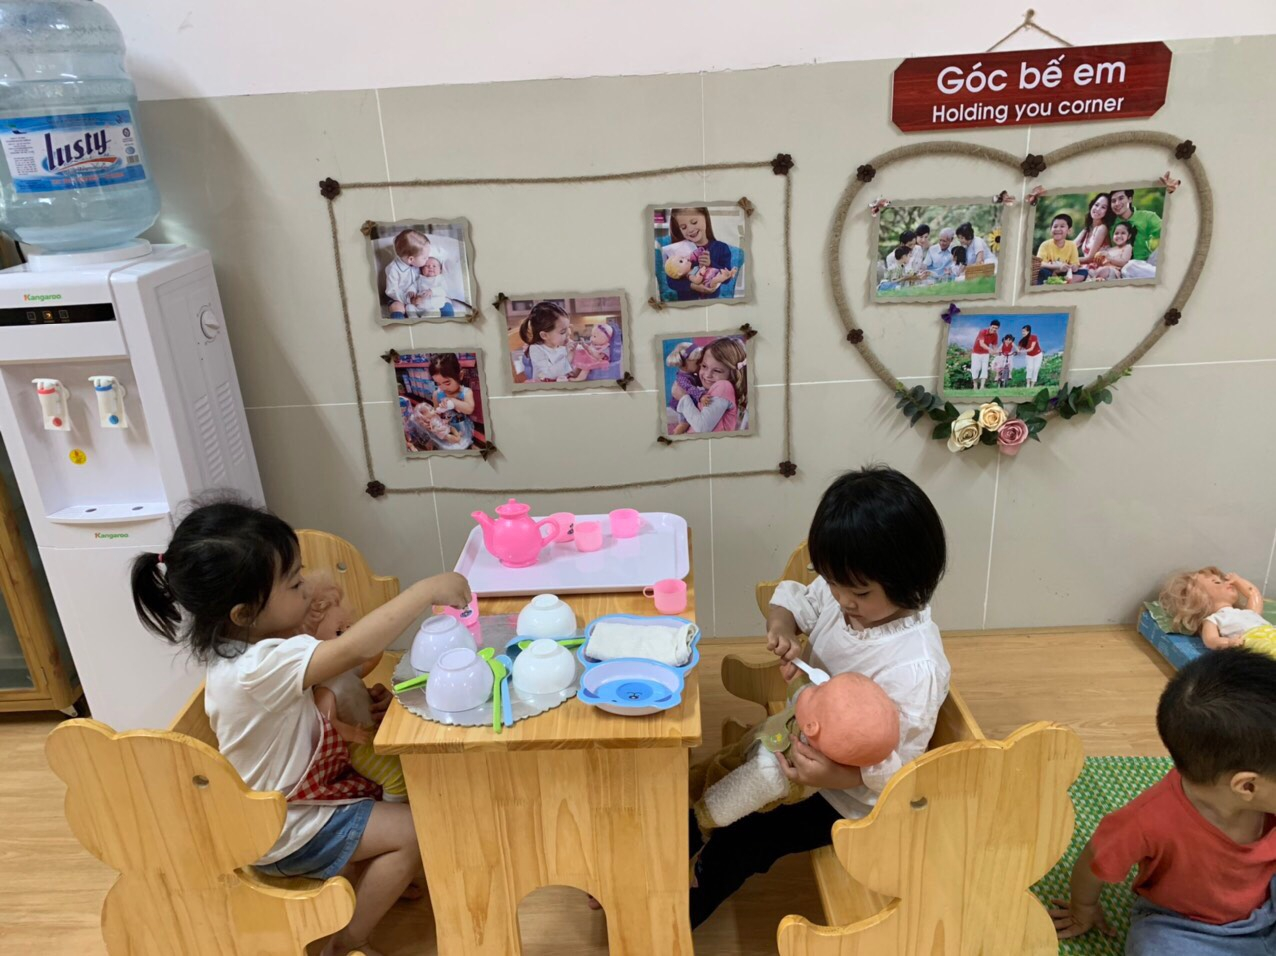 Góc bế em
Holding you corner
lusty
Kangaroo
Kangaroo